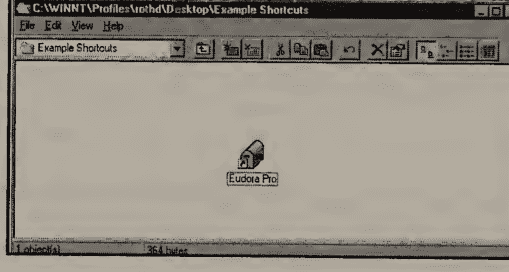 C:\WINNT\Profiles\rothd\Desktop\Example Shortcuts
File Edit View Help
Example Shortcuts
Eudora Pro
1 object(s) 364 bytes